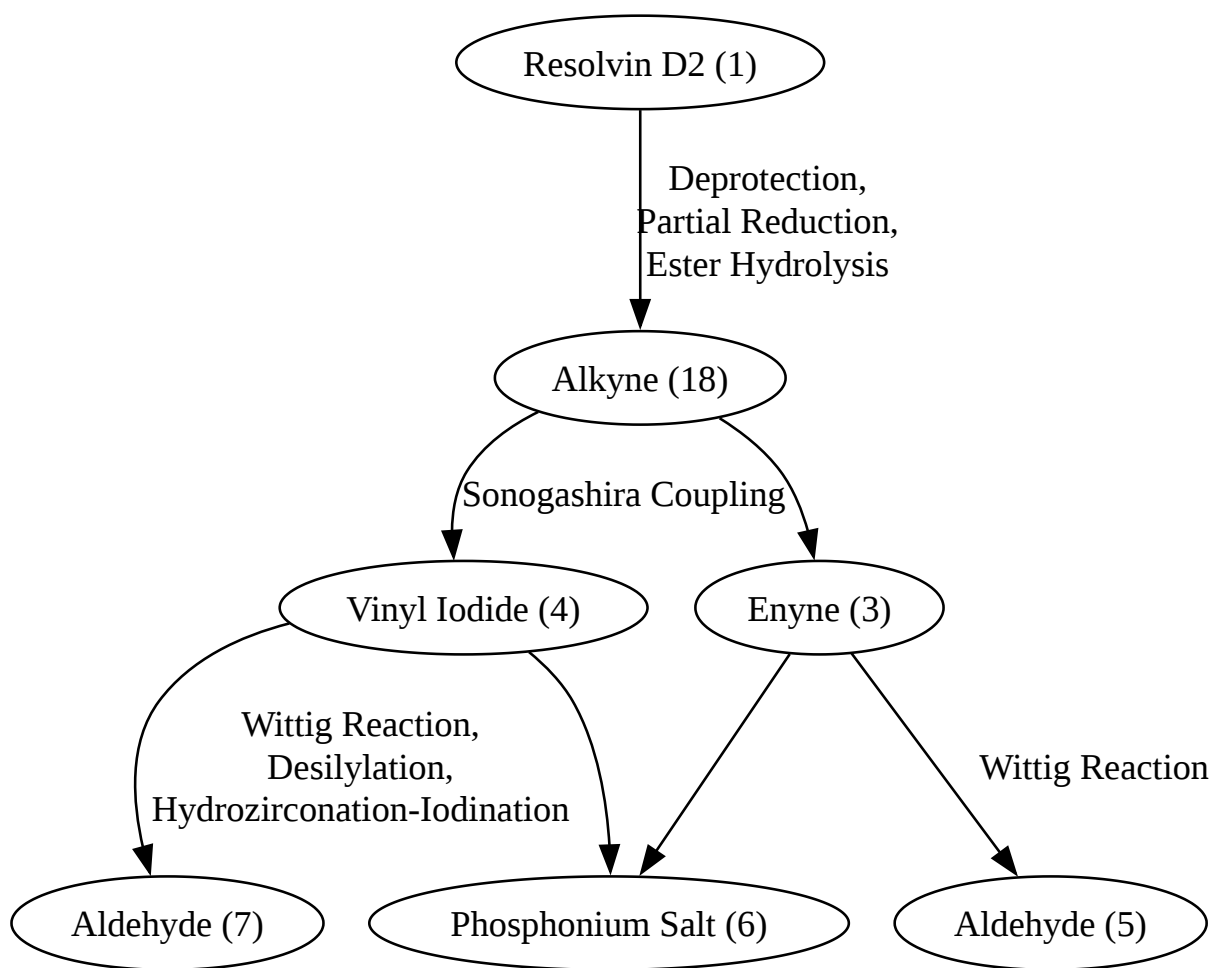 Resolvin D2 (1)
Deprotection,
Partial Reduction,
Ester Hydrolysis
Alkyne (18)
Sonogashira Coupling
Vinyl Iodide (4)
Enyne (3)
Wittig Reaction,
Desilylation,
Hydrozirconation-Iodination
Wittig Reaction
Aldehyde (7)
Phosphonium Salt (6)
Aldehyde (5)